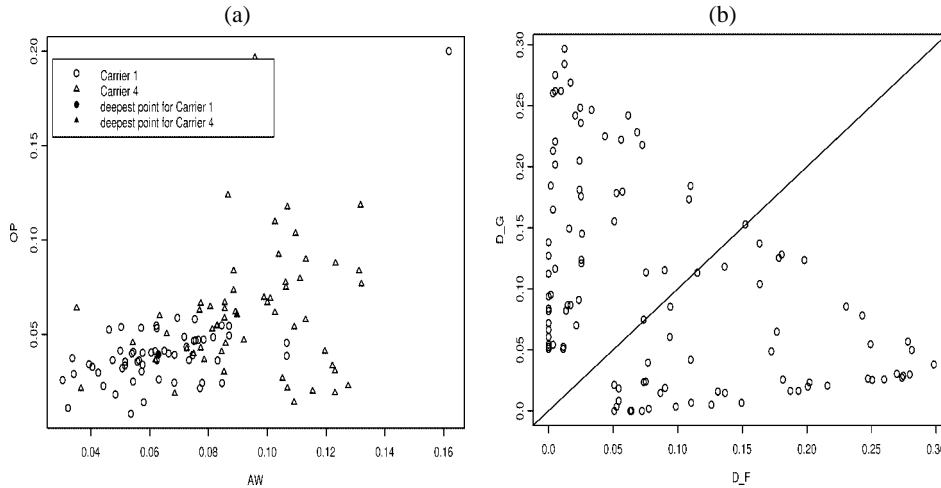 (a)
(b)
Carrier 1
Carrier 4
deepest point for Carrier 1
deepest point for Carrier 4
0.20
0.15
0.10
0.05
OP
0.04
0.06
0.08
0.10
0.12
0.14
0.16
AW
0.30
0.25
0.20
0.15
0.10
0.05
0.0
D_G
0.0
0.05
0.10
0.15
0.20
0.25
0.30
D_F